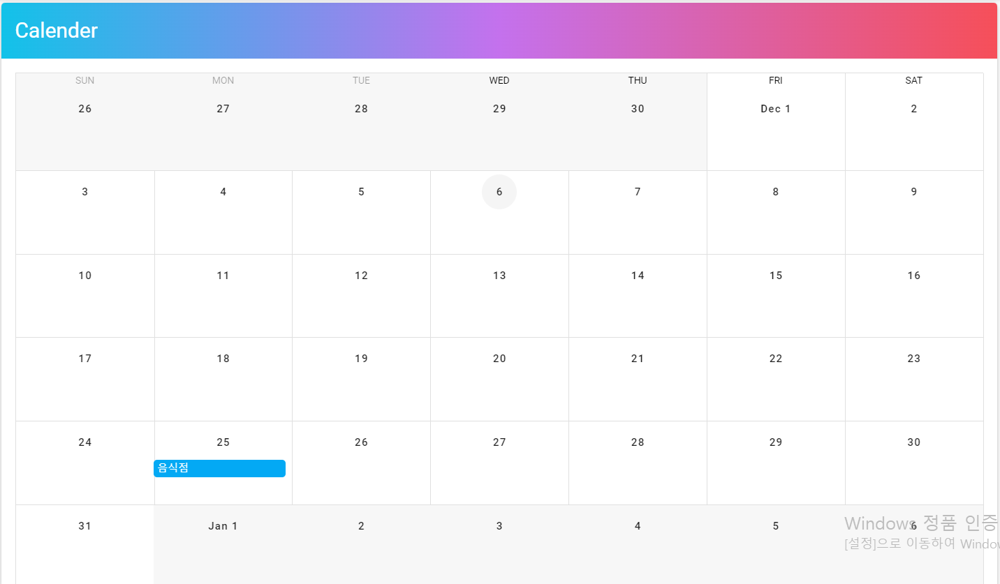 Calender
SUN MON TUE WED THU FRI SAT
26 27 28 29 30 Dec 1 2
3 4 5 6 7 8 9
10 11 12 13 14 15 16
17 18 19 20 21 22 23
24 25 26 27 28 29 30
음식점
31 Jan 1 2 3 4 5 6
Windows 정품 인증
[설정]으로 이동하여 Window